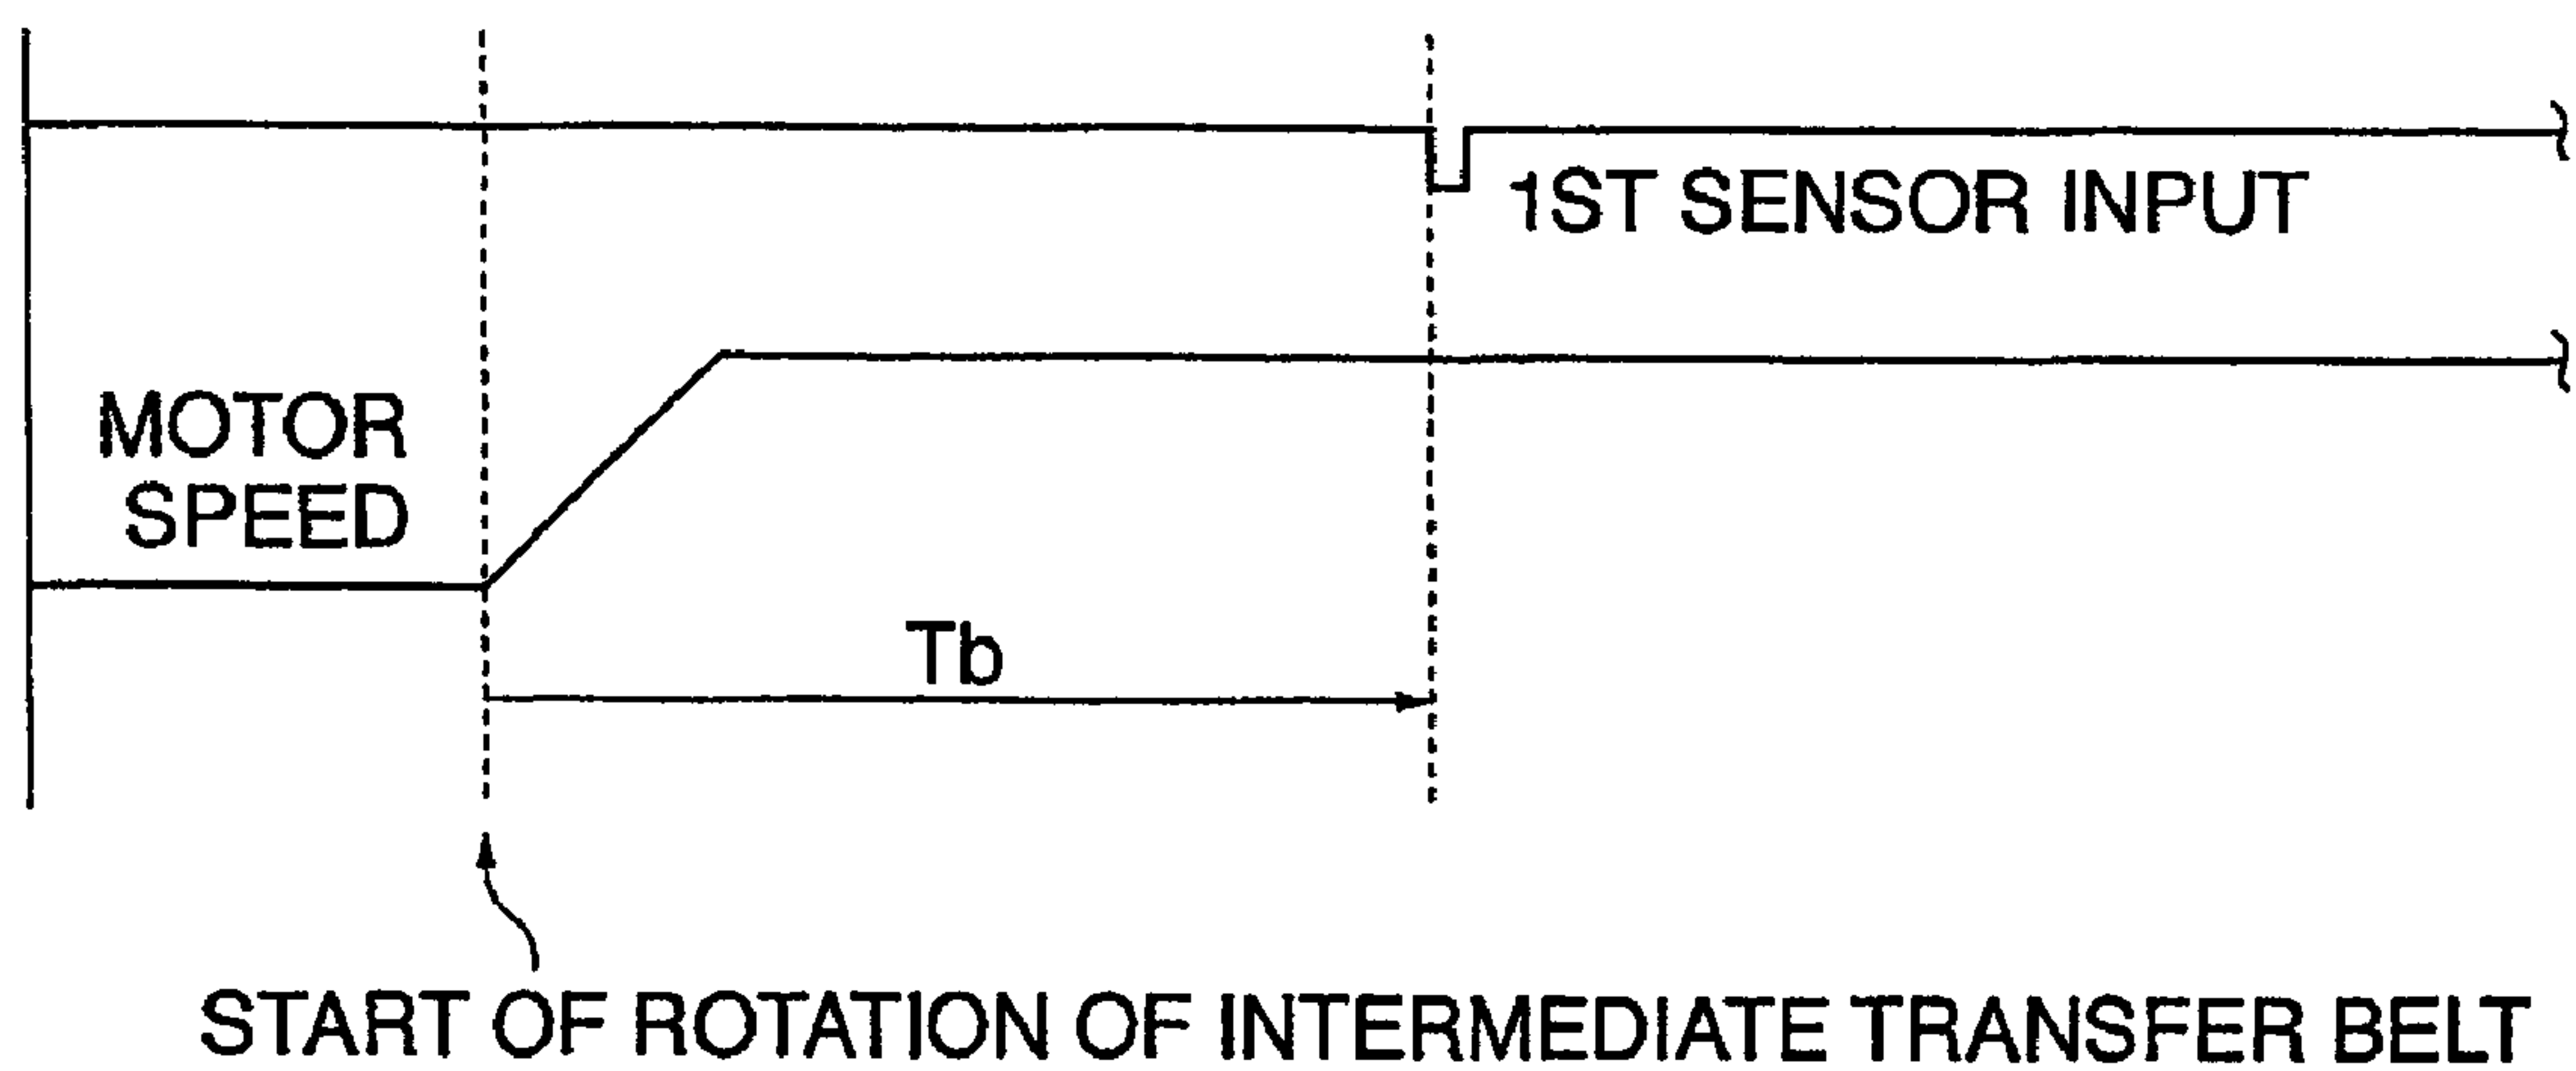 1ST SENSOR INPUT
MOTOR
SPEED
Tb
START OF ROTATION OF INTERMEDIATE TRANSFER BELT